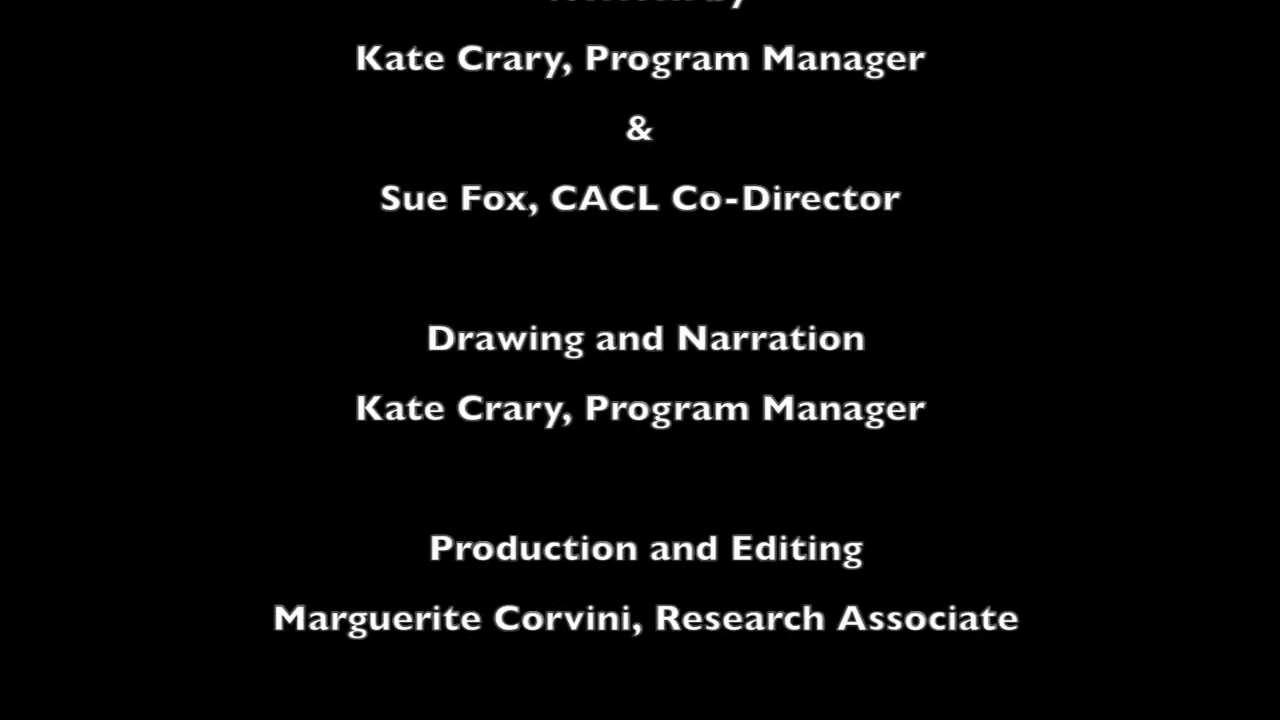 Kate Crary, Program Manager
&
Sue Fox, CACL Co-Director
Drawing and Narration
Kate Crary, Program Manager
Production and Editing
Marguerite Corvini, Research Associate